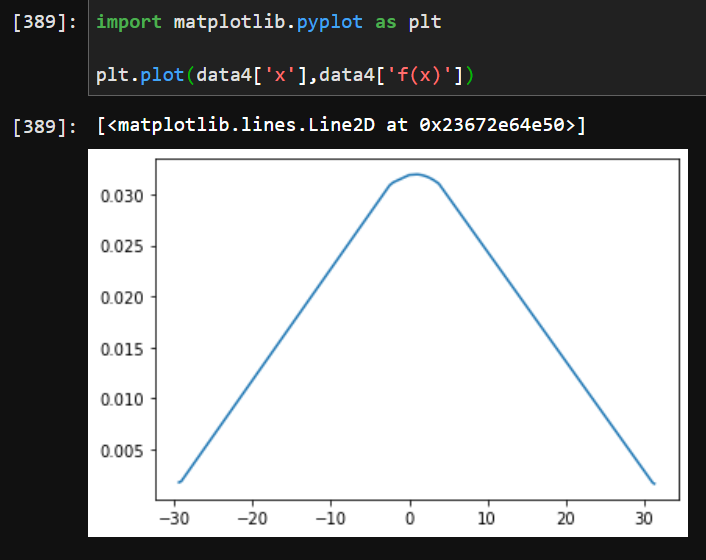 [389]: import matplotlib.pyplot as plt
plt.plot(data4['x'],data4['f(x)'])
[389]: [<matplotlib.lines.Line2D at 0x23672e64e50>]
0.030
0.025
0.020
0.015
0.010
0.005
−30 −20 −10 0 10 20 30